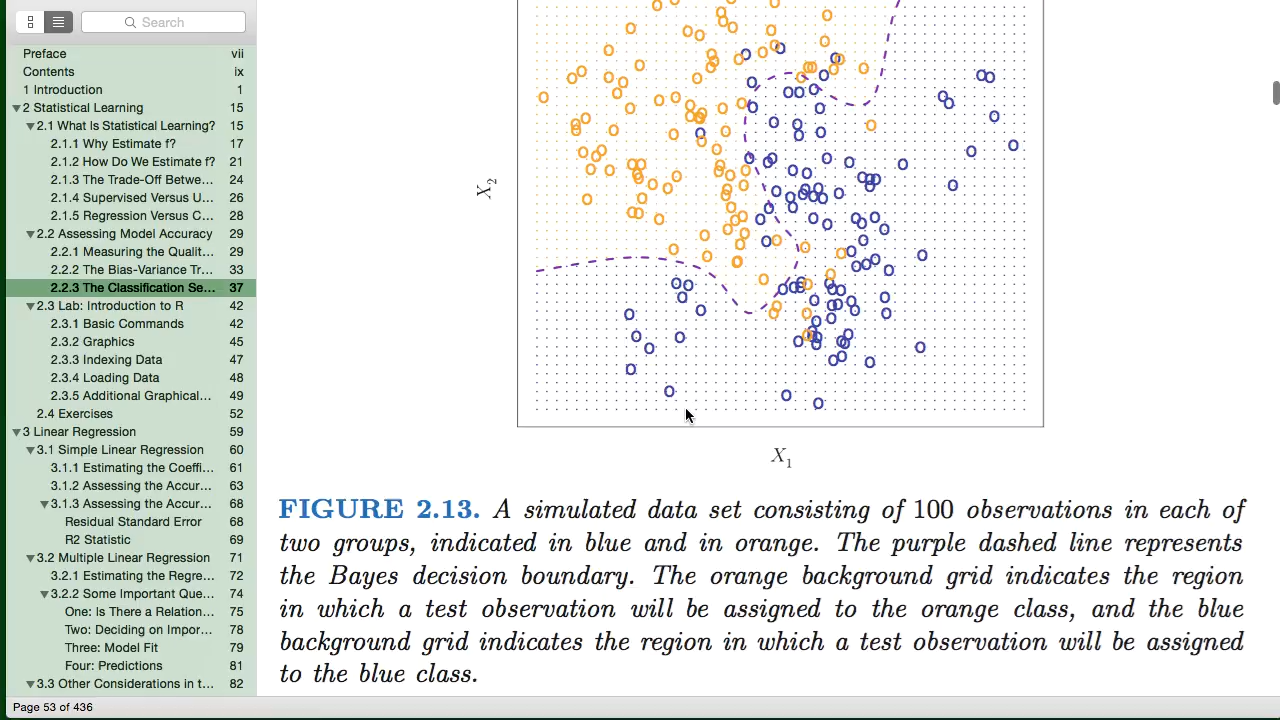 Search
Preface vii
Contents ix
1 Introduction 1
2 Statistical Learning 15
2.1 What Is Statistical Learning? 15
2.1.1 Why Estimate f? 17
2.1.2 How Do We Estimate f? 21
2.1.3 The Trade-Off Betwe... 24
2.1.4 Supervised Versus U... 26
2.1.5 Regression Versus C... 28
2.2 Assessing Model Accuracy 29
2.2.1 Measuring the Qualit... 29
2.2.2 The Bias-Variance Tr... 33
2.2.3 The Classification Se... 37
2.3 Lab: Introduction to R 42
2.3.1 Basic Commands 42
2.3.2 Graphics 45
2.3.3 Indexing Data 47
2.3.4 Loading Data 48
2.3.5 Additional Graphical... 49
2.4 Exercises 52
3 Linear Regression 59
3.1 Simple Linear Regression 60
3.1.1 Estimating the Coeffi... 61
3.1.2 Assessing the Accur... 63
3.1.3 Assessing the Accur... 68
Residual Standard Error 68
R2 Statistic 69
3.2 Multiple Linear Regression 71
3.2.1 Estimating the Regre... 72
3.2.2 Some Important Que... 74
One: Is There a Relation... 75
Two: Deciding on Impor... 78
Three: Model Fit 79
Four: Predictions 81
3.3 Other Considerations in t... 82
Page 53 of 436
X2
X1
FIGURE 2.13. A simulated data set consisting of 100 observations in each of
two groups, indicated in blue and in orange. The purple dashed line represents
the Bayes decision boundary. The orange background grid indicates the region
in which a test observation will be assigned to the orange class, and the blue
background grid indicates the region in which a test observation will be assigned
to the blue class.